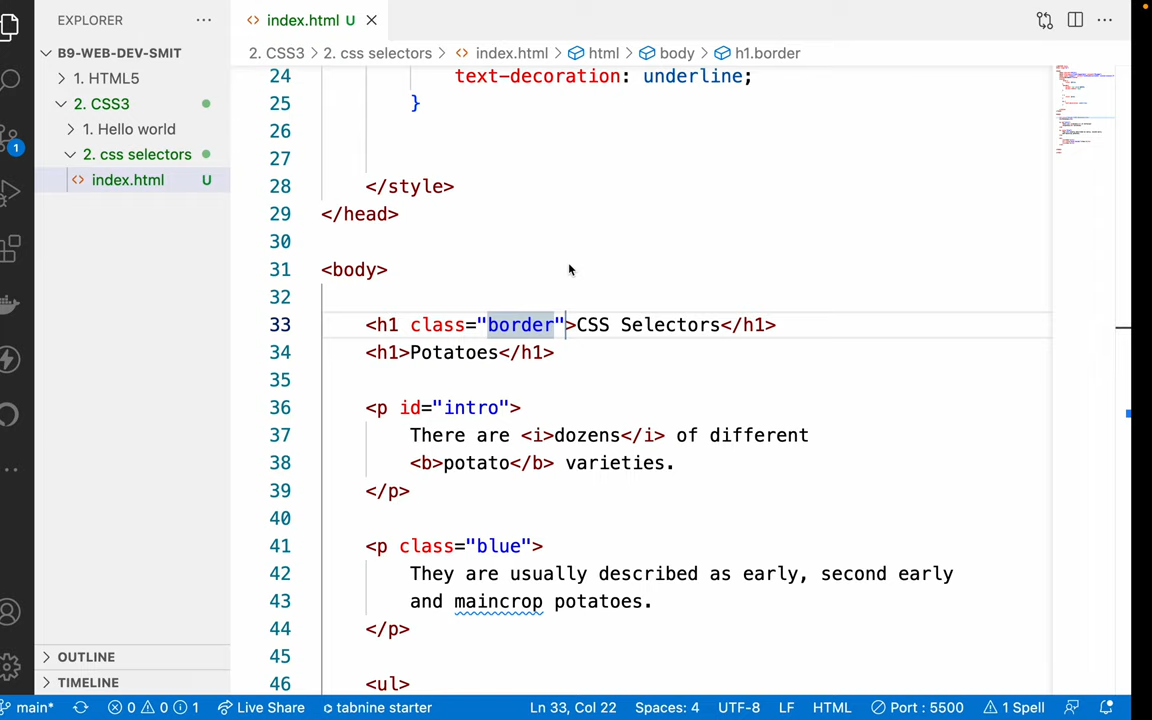 EXPLORER ...
index.html U
B9-WEB-DEV-SMIT
1. HTML5
2. CSS3
1. Hello world
2. css selectors
index.html U
1
OUTLINE
TIMELINE
2. CSS3 > 2. css selectors > index.html > html > body > h1.border
24 text-decoration: underline;
25 }
26
27
28 </style>
29 </head>
30
31 <body>
32
33 <h1 class="border">CSS Selectors</h1>
34 <h1>Potatoes</h1>
35
36 <p id="intro">
37 There are <i>dozens</i> of different
38 <b>potato</b> varieties.
39 </p>
40
41 <p class="blue">
42 They are usually described as early, second early
43 and maincrop potatoes.
44 </p>
45
46 <ul>
main* 0 0 1 Live Share tabnine starter Ln 33, Col 22 Spaces: 4 UTF-8 LF HTML Port : 5500 1 Spell